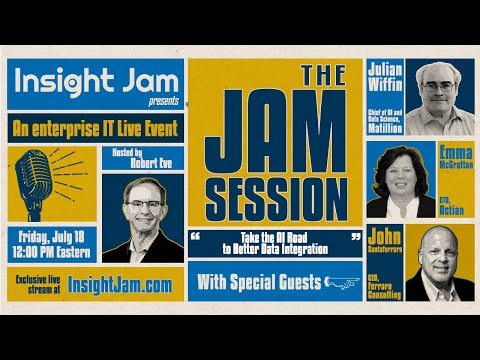 Insight Jam
presents
An enterprise IT Live Event
Hosted by
Robert Eve
Friday, July 18
12:00 PM Eastern
Exclusive live
stream at
InsightJam.com
THE
JAM
SESSION
“ Take the AI Road ”
to Better Data Integration
With Special Guests
Julian
Wiffin
Chief of AI and
Data Science,
Matillion
Emma
McGrattan
CTO,
Actian
John
Santaferraro
CEO,
Ferraro
Consulting